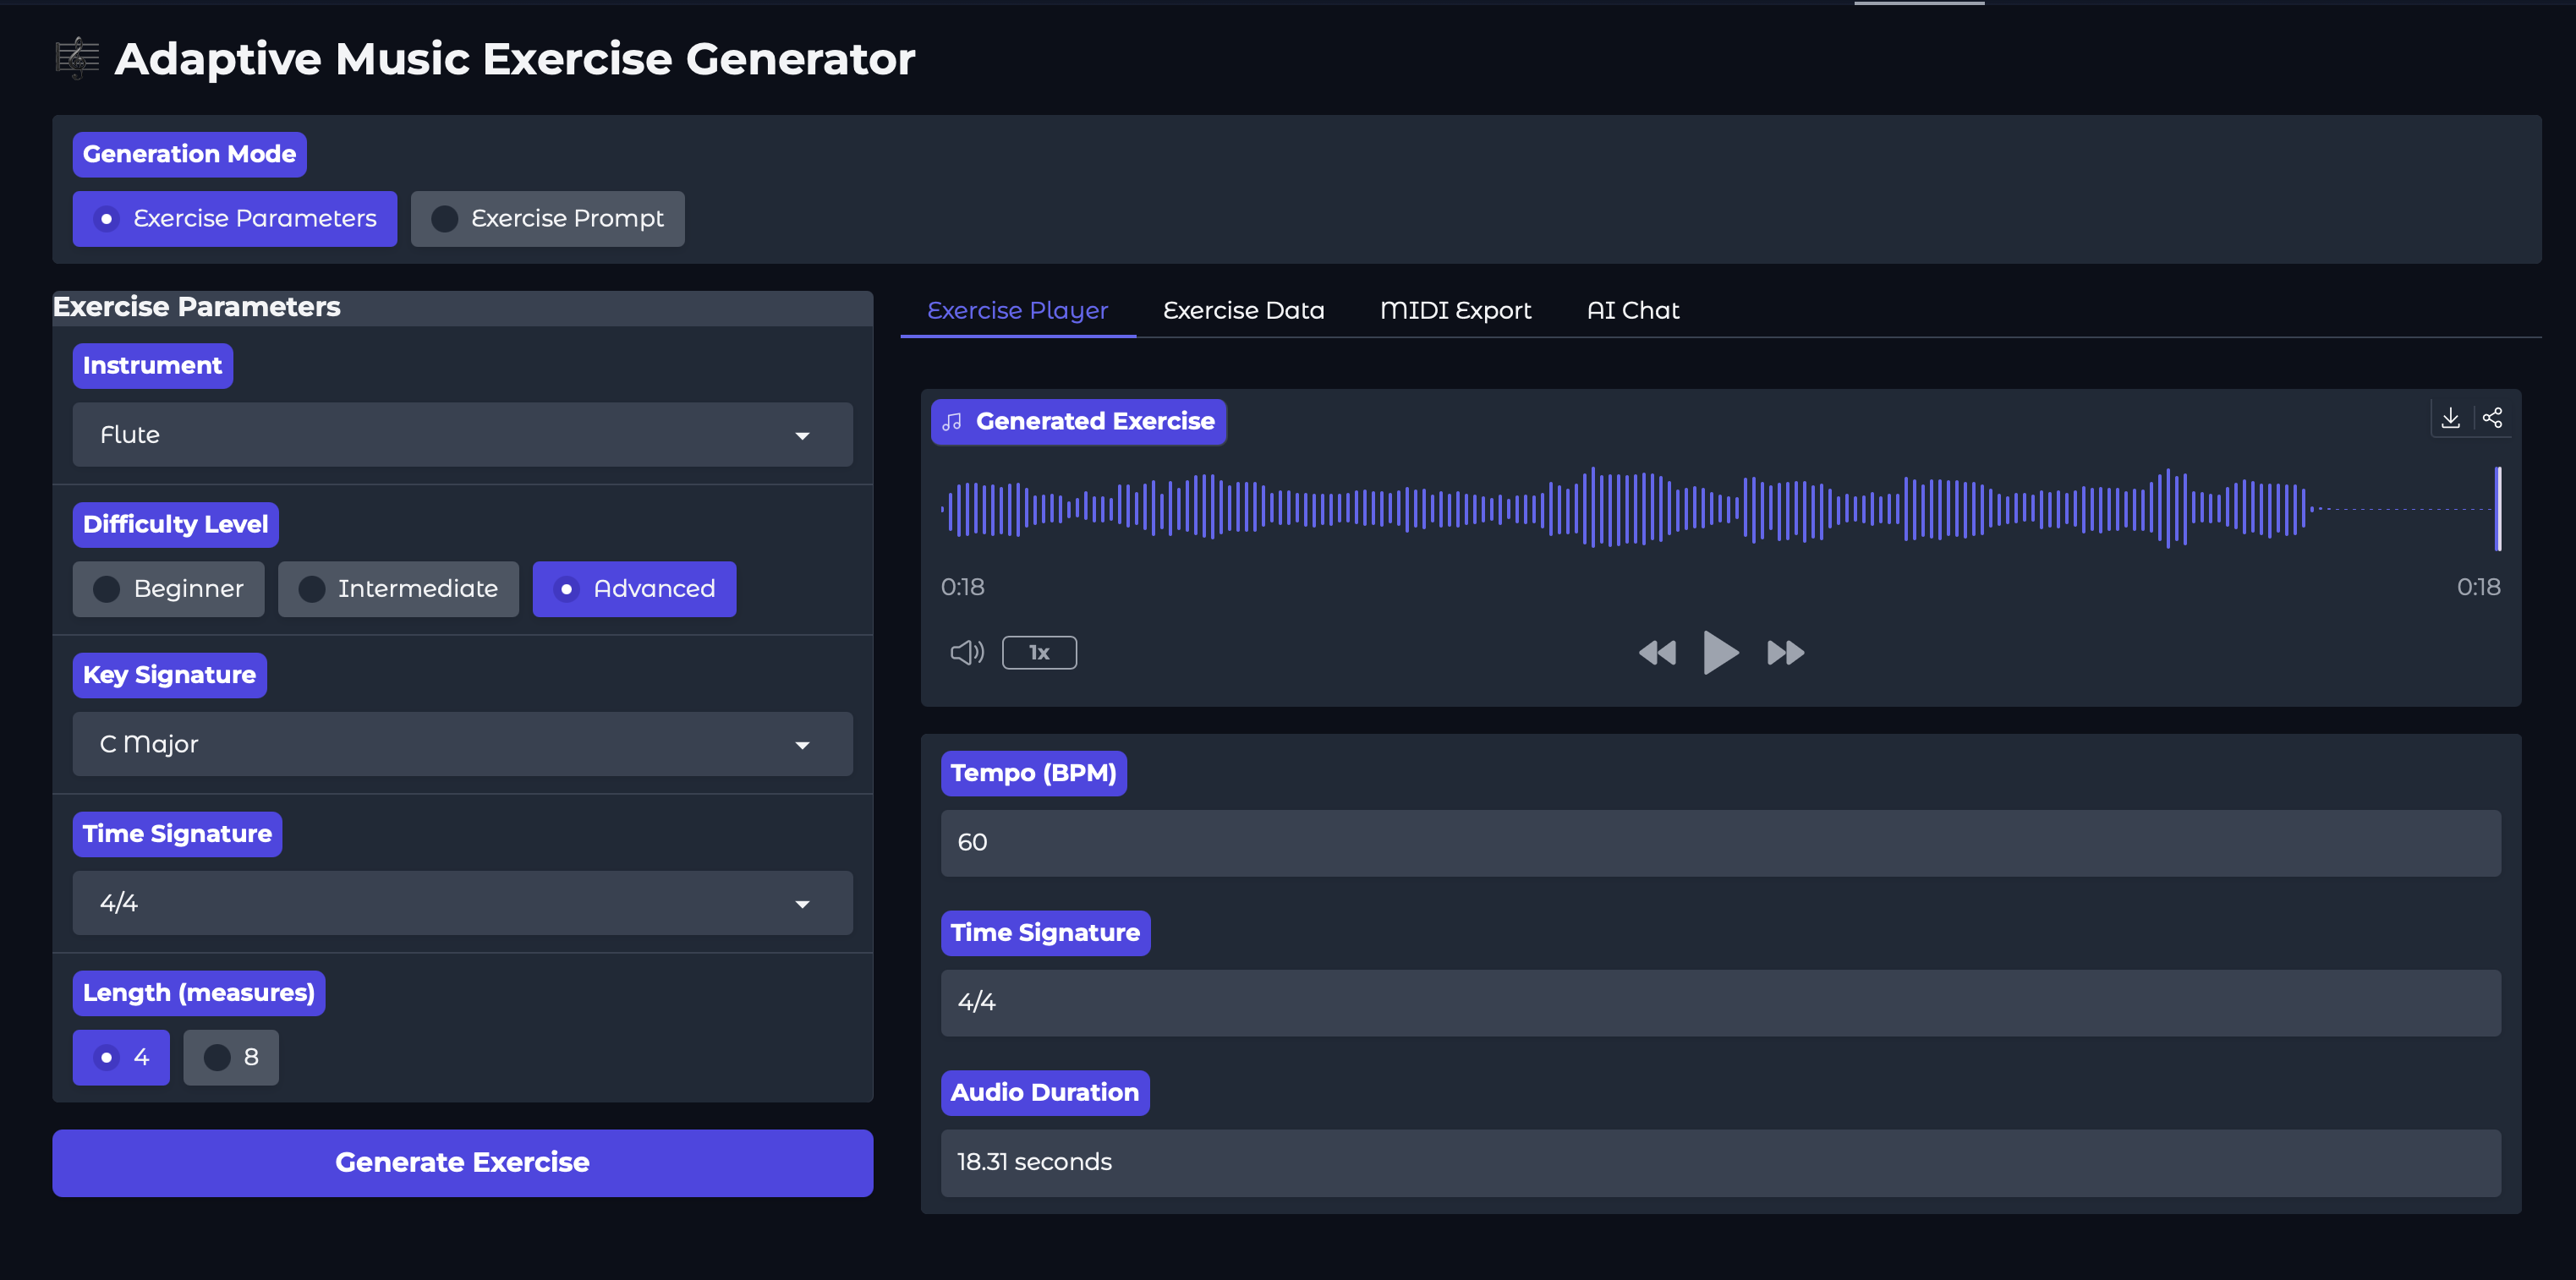 Adaptive Music Exercise Generator
Generation Mode
Exercise Parameters
Exercise Prompt
Exercise Parameters
Instrument
Flute
Difficulty Level
Beginner
Intermediate
Advanced
Key Signature
C Major
Time Signature
4/4
Length (measures)
4
8
Generate Exercise
Exercise Player
Exercise Data
MIDI Export
AI Chat
Generated Exercise
0:18
0:18
1x
Tempo (BPM)
60
Time Signature
4/4
Audio Duration
18.31 seconds